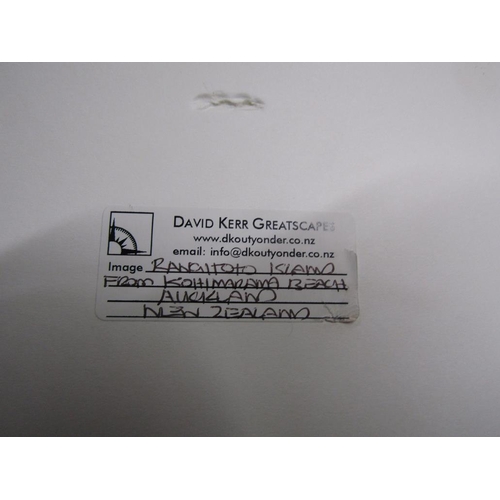 DAVID KERR GREATSCAPES
www.dkoutyonder.co.nz
email: info@dkoutyonder.co.nz
Image RANGITOTO ISLAND
FROM KOHIMARAMA BEACH
AUCKLAND
NEW ZEALAND